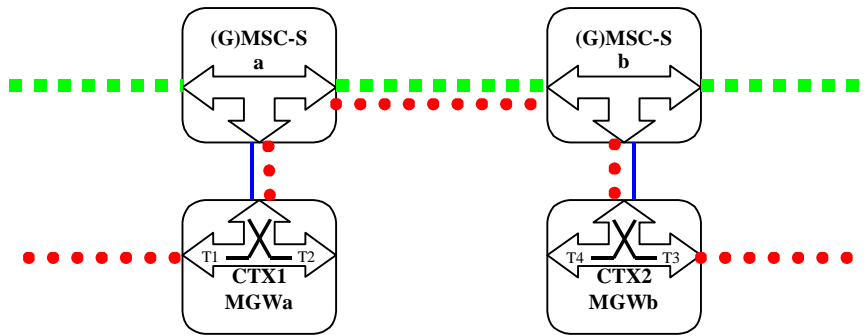 (G)MSC-S
a
(G)MSC-S
b
T1
T2
CTX1
MGWa
T4
T3
CTX2
MGWb